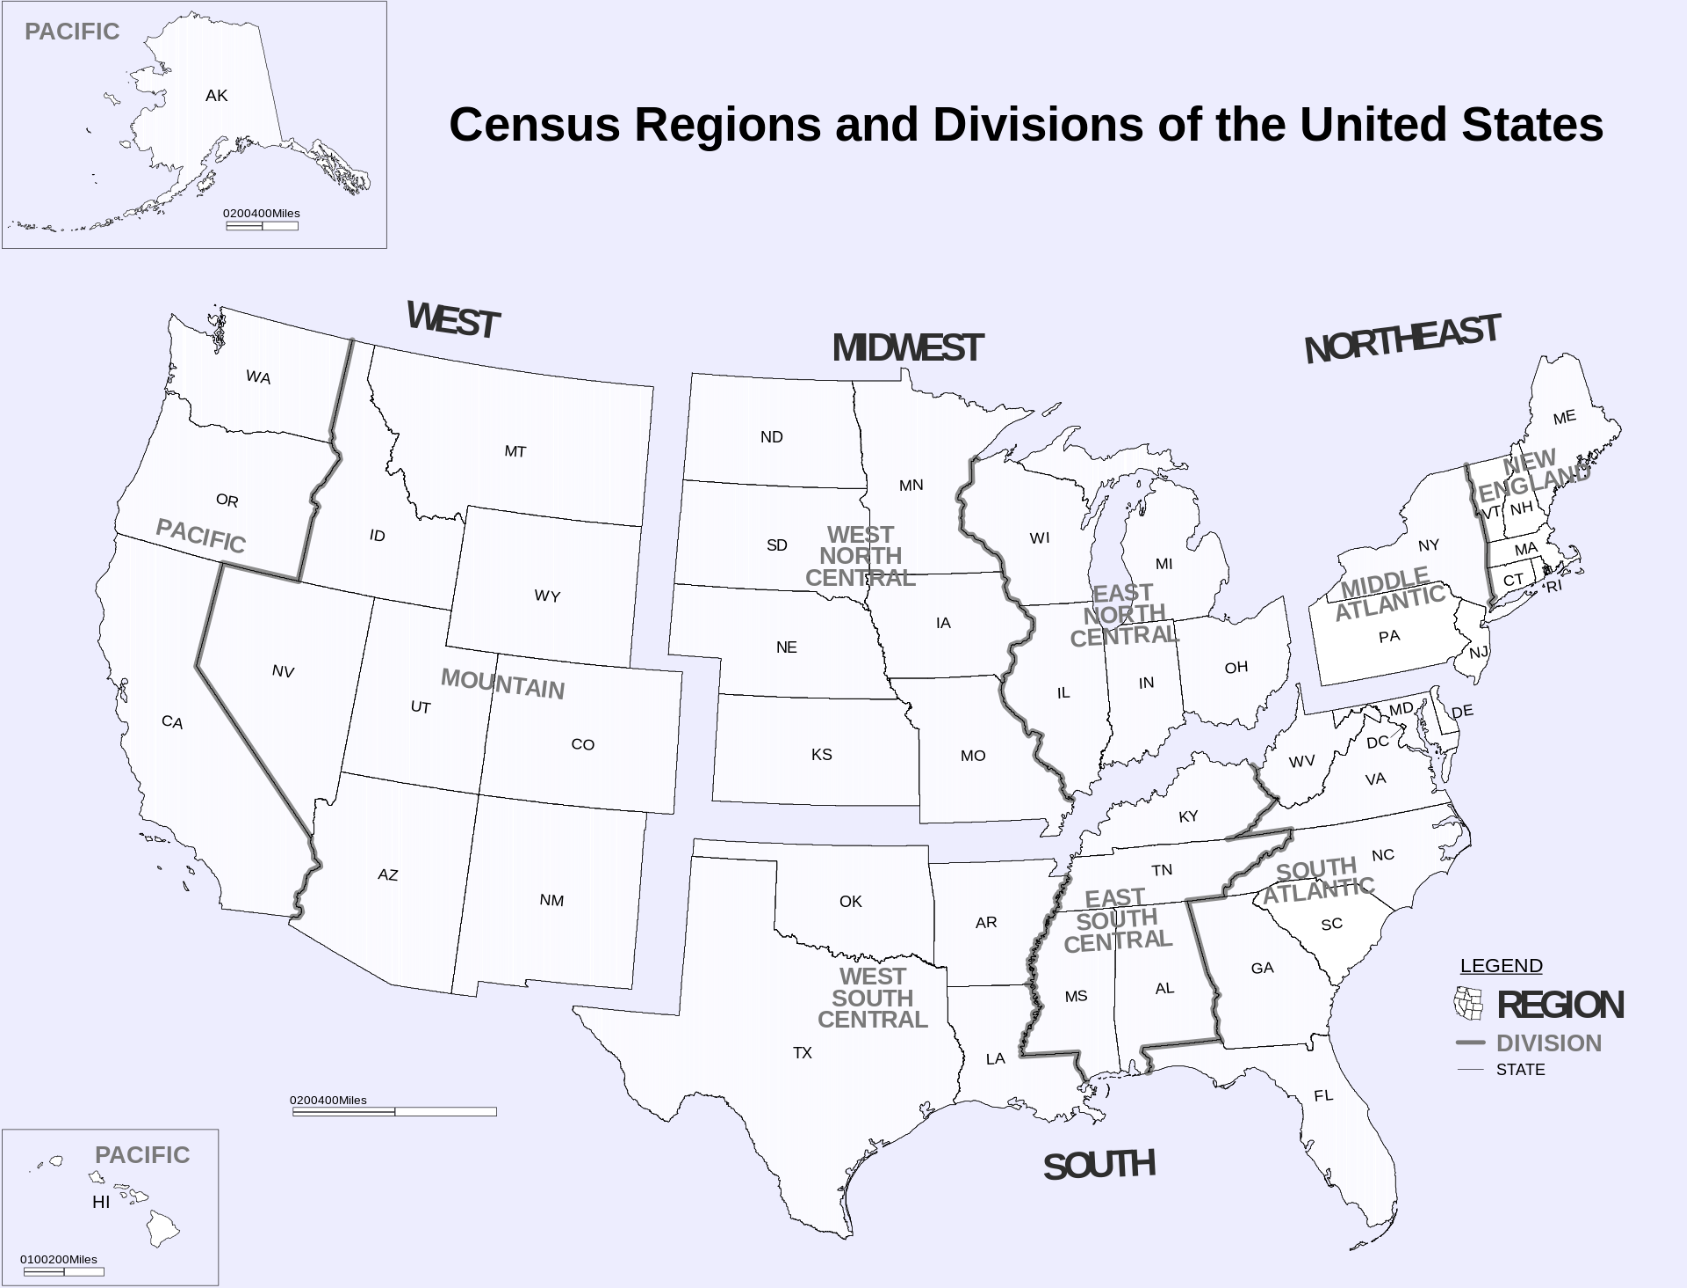 PACIFIC
AK
0200400Miles
Census Regions and Divisions of the United States
WEST
MIDWEST
NORTHEAST
WA
MT
ND
MN
ME
OR
PACIFIC
ID
WY
SD
WEST
NORTH
CENTRAL
WI
MI
NEW
ENGLAND
VT
NH
NY
MA
CT
RI
MIDDLE
ATLANTIC
PA
NJ
EAST
NORTH
CENTRAL
IA
NE
NV
MOUNTAIN
UT
CO
CA
KS
MO
IL
IN
OH
MD
DE
DC
WV
VA
KY
AZ
NM
OK
AR
TN
NC
SOUTH
ATLANTIC
SC
EAST
SOUTH
CENTRAL
MS
AL
GA
WEST
SOUTH
CENTRAL
TX
LA
FL
LEGEND
REGION
DIVISION
STATE
0200400Miles
SOUTH
PACIFIC
HI
0100200Miles